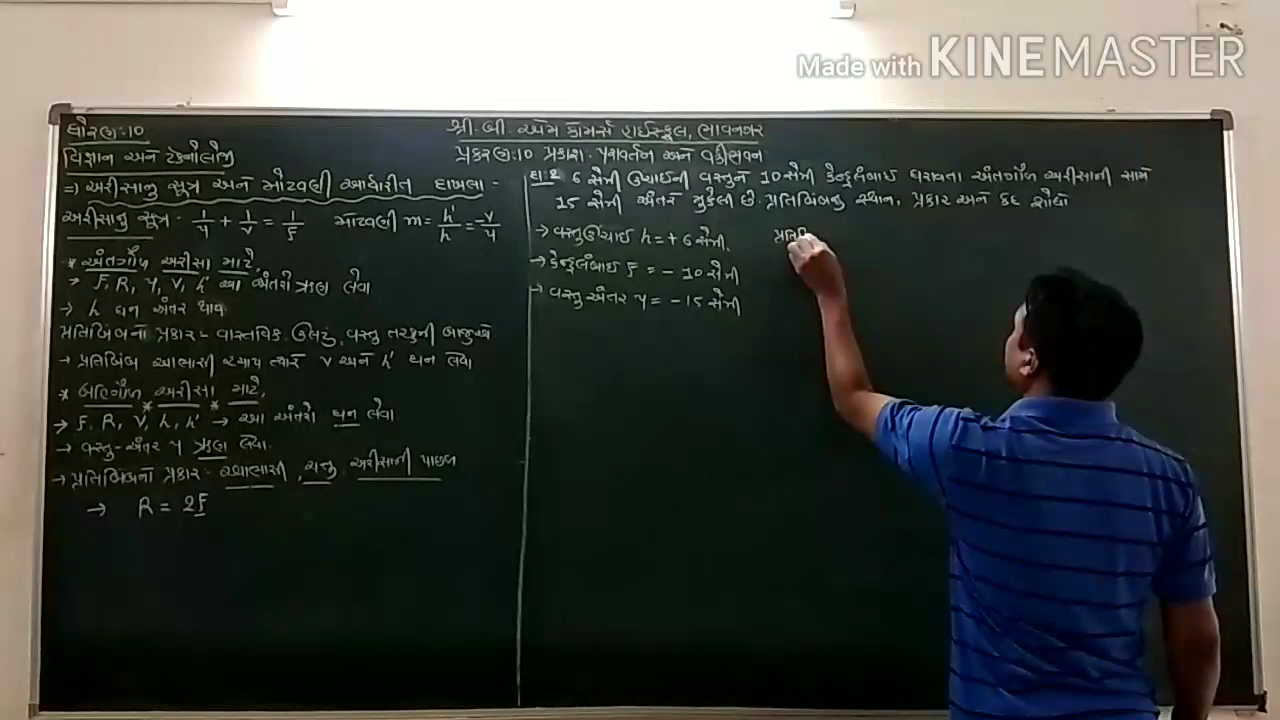 Made with KINEMASTER
ધોરણ:10
શ્રી બી. એમ કોમર્સ હાઈસ્કૂલ, ભાવનગર
વિજ્ઞાન અને ટેકનોલોજી
પ્રકરણ:10 પ્રકાશ-પરાવર્તન અને વક્રીભવન
⇒ અરીસાનુ સૂત્ર અને મોટવણી આધારીત દાખલા -
અરીસાનુ સૂત્ર - 1/u + 1/v = 1/f મોટવણી m = h'/h = -v/u
* અંતર્ગોળ અરીસા માટે,
→ f, R, u, v, h' આ અંતરો ઋણ લેવા
→ h ધન અંતર થાય
પ્રતિબિંબના પ્રકાર - વાસ્તવિક, ઉલટું, વસ્તુ તરફની બાજુએ
→ પ્રતિબિંબ આભાસી રચાય ત્યારે v અને h' ધન લેવા
* બહિર્ગોળ અરીસા માટે,
→ f, R, v, h, h' → આ અંતરો ધન લેવા
→ વસ્તુ-અંતર u ઋણ લેવા.
→ પ્રતિબિંબના પ્રકાર - આભાસી, ચત્તુ, અરીસાની પાછળ
→ R = 2f
દા:2 6 સેમી ઉંચાઈની વસ્તુને 10 સેમી કેન્દ્રલંબાઈ ધરાવતા અંતર્ગોળ અરીસાની સામે
15 સેમી અંતરે મુકેલી છે. પ્રતિબિંબનુ સ્થાન, પ્રકાર અને કદ શોધો
→ વસ્તુઉંચાઈ h = + 6 સેમી.
→ કેન્દ્રલંબાઈ f = - 10 સેમી
→ વસ્તુ અંતર u = - 15 સેમી